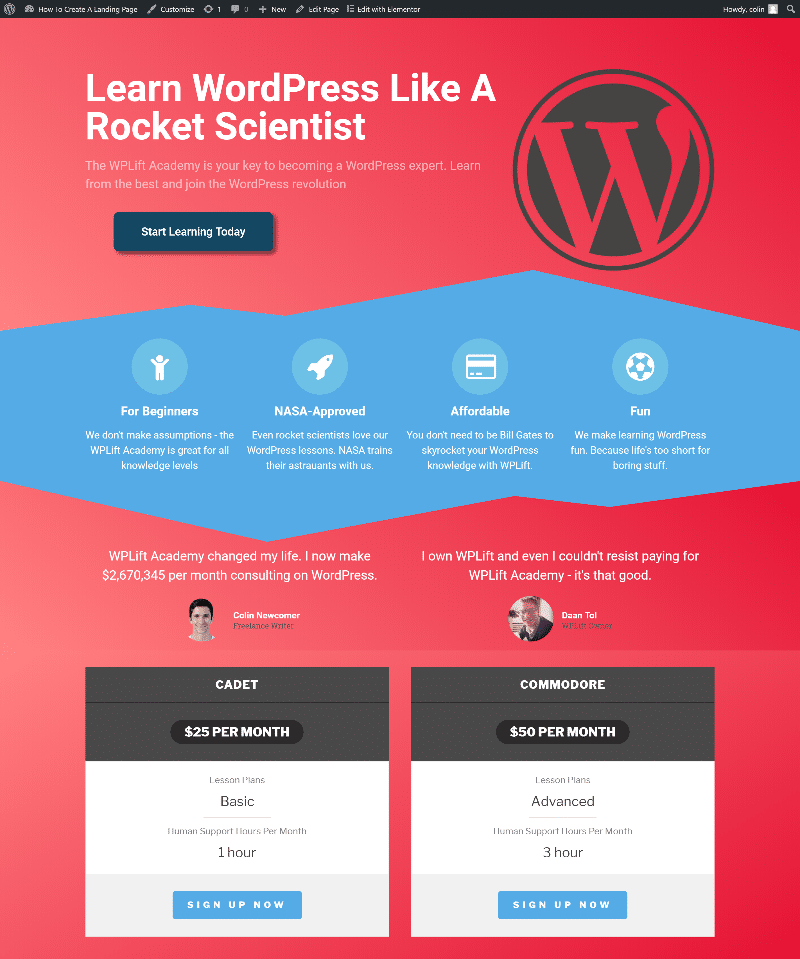 How To Create A Landing Page Customize 1 0 New Edit Page Edit with Elementor Howdy, colin
Learn WordPress Like A
Rocket Scientist
The WPLift Academy is your key to becoming a WordPress expert. Learn
from the best and join the WordPress revolution
Start Learning Today
For Beginners
We don't make assumptions - the
WPLift Academy is great for all
knowledge levels
NASA-Approved
Even rocket scientists love our
WordPress lessons. NASA trains
their astrauants with us.
Affordable
You don't need to be Bill Gates to
skyrocket your WordPress
knowledge with WPLift.
Fun
We make learning WordPress
fun. Because life's too short for
boring stuff.
WPLift Academy changed my life. I now make
$2,670,345 per month consulting on WordPress.
Colin Newcomer
Freelance Writer
I own WPLift and even I couldn't resist paying for
WPLift Academy - it's that good.
Daan Tol
WPLift Owner
CADET
$25 PER MONTH
Lesson Plans
Basic
Human Support Hours Per Month
1 hour
SIGN UP NOW
COMMODORE
$50 PER MONTH
Lesson Plans
Advanced
Human Support Hours Per Month
3 hour
SIGN UP NOW